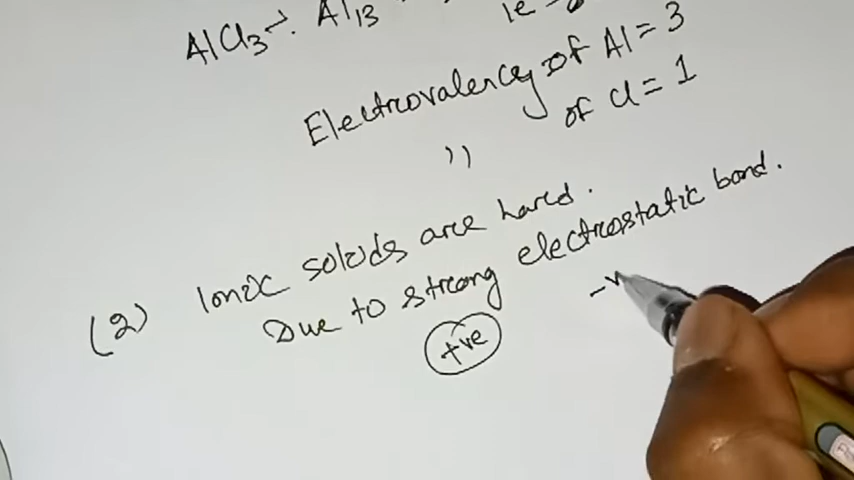 AlCl3 → Al13 1e
Electrovalency of Al = 3
" of Cl = 1
(2) Ionic solids are hard.
Due to strong electrostatic bond.
+ve -v